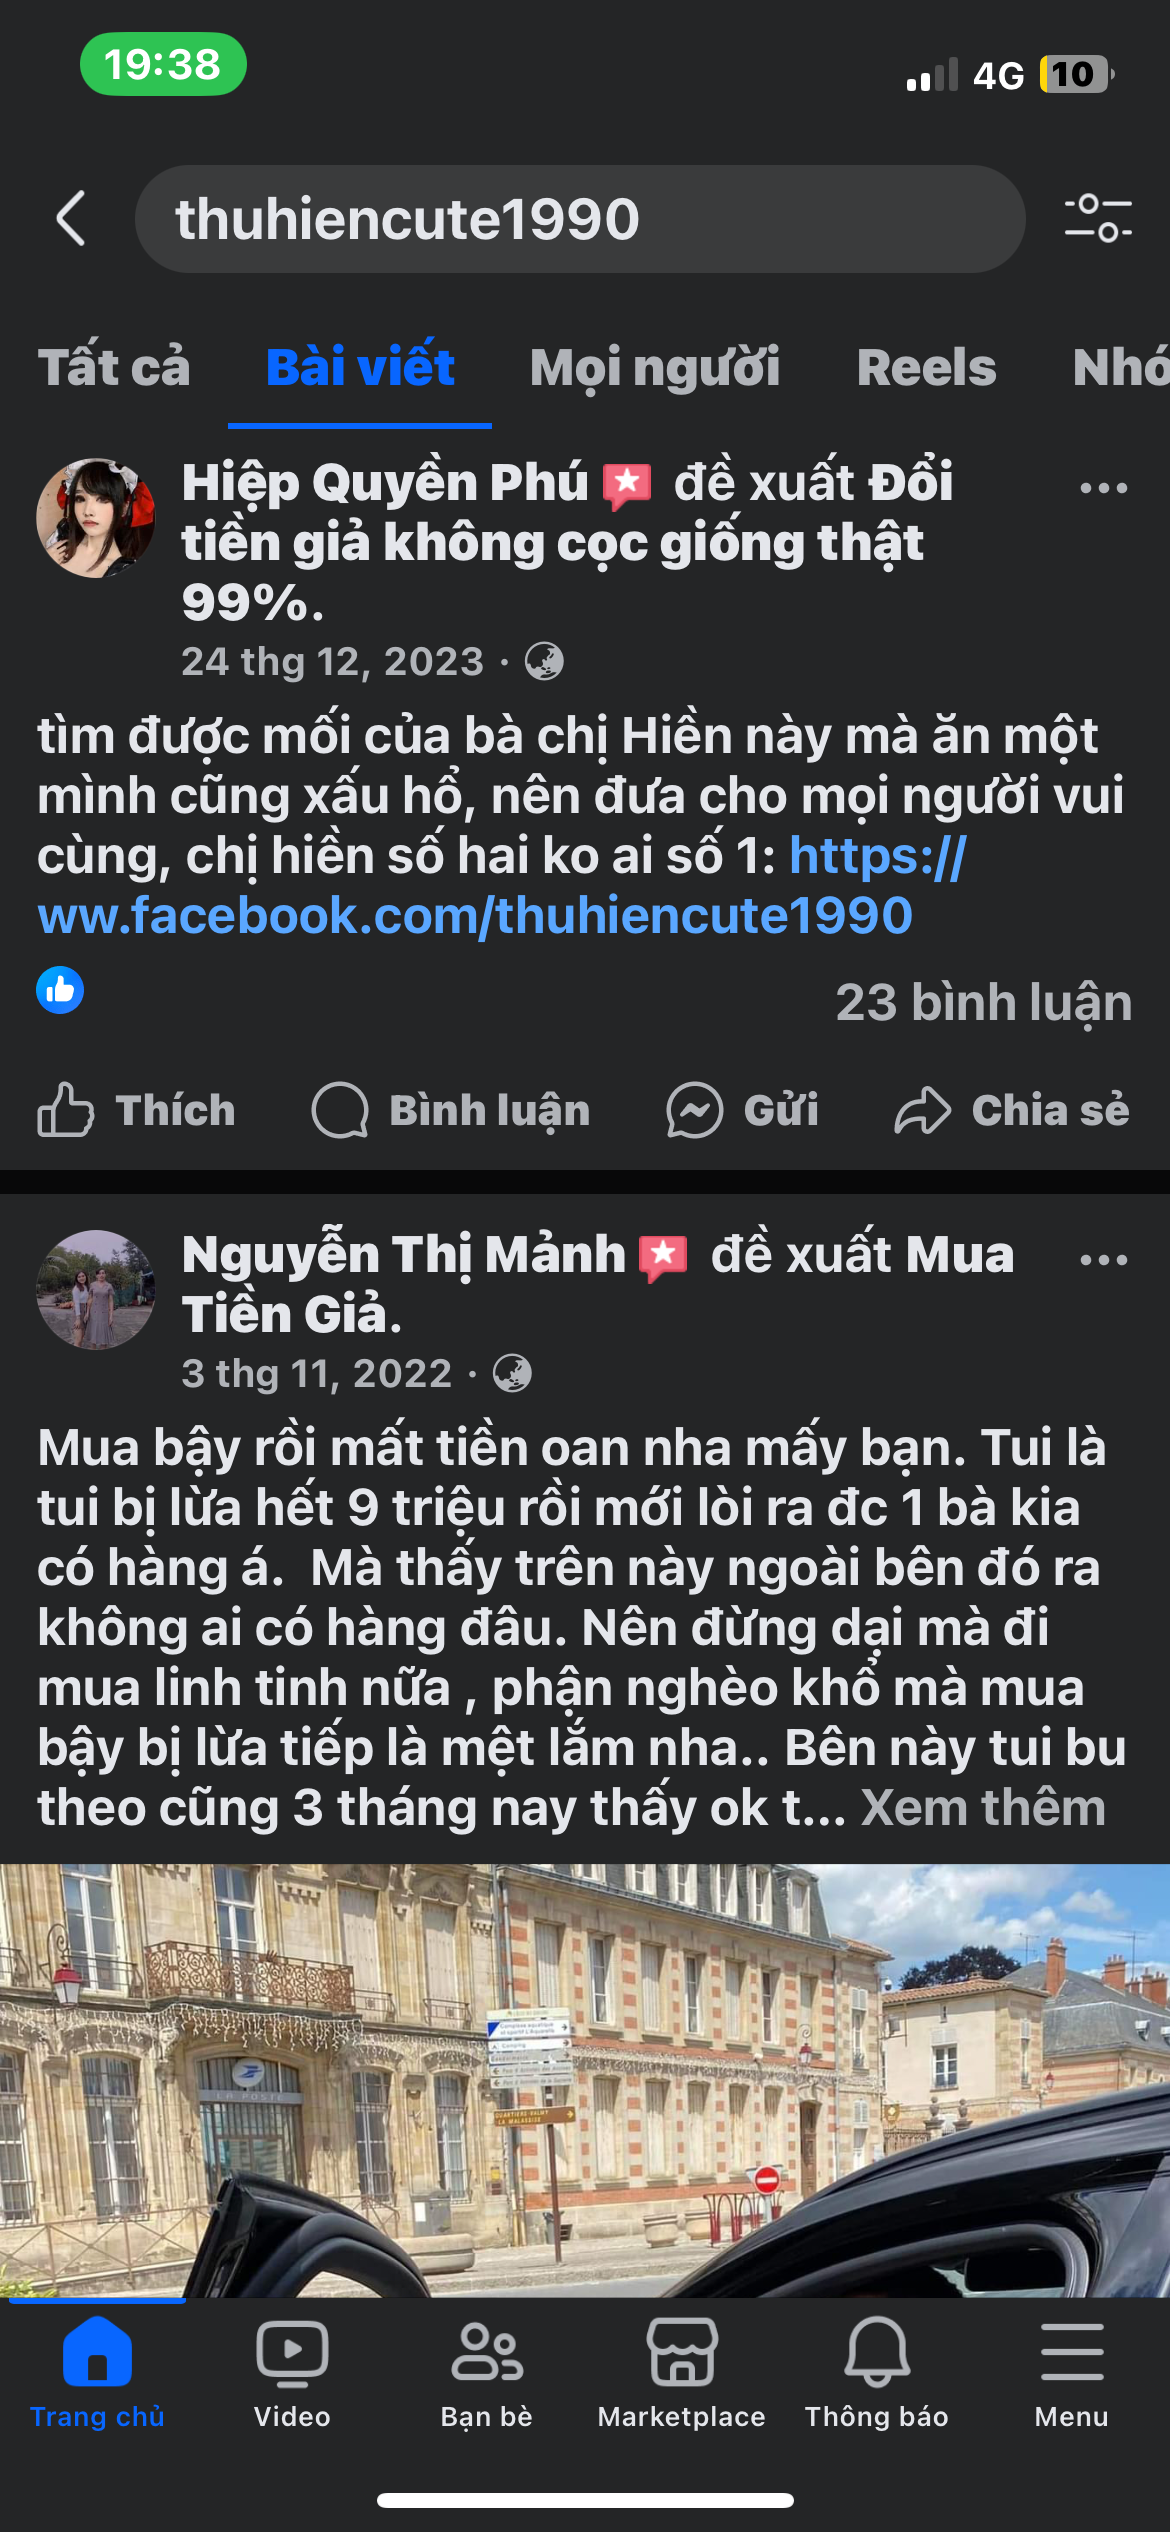 19:38
4G 10
thuhiencute1990
Tất cả Bài viết Mọi người Reels Nhó
Hiệp Quyền Phú đề xuất Đổi
tiền giả không cọc giống thật
99%.
24 thg 12, 2023 ·
tìm được mối của bà chị Hiền này mà ăn một
mình cũng xấu hổ, nên đưa cho mọi người vui
cùng, chị hiền số hai ko ai số 1: https://
ww.facebook.com/thuhiencute1990
23 bình luận
Thích Bình luận Gửi Chia sẻ
Nguyễn Thị Mảnh đề xuất Mua
Tiền Giả.
3 thg 11, 2022 ·
Mua bậy rồi mất tiền oan nha mấy bạn. Tui là
tui bị lừa hết 9 triệu rồi mới lòi ra đc 1 bà kia
có hàng á. Mà thấy trên này ngoài bên đó ra
không ai có hàng đâu. Nên đừng dại mà đi
mua linh tinh nữa , phận nghèo khổ mà mua
bậy bị lừa tiếp là mệt lắm nha.. Bên này tui bu
theo cũng 3 tháng nay thấy ok t... Xem thêm
LA POSTE
Trang chủ Video Bạn bè Marketplace Thông báo Menu